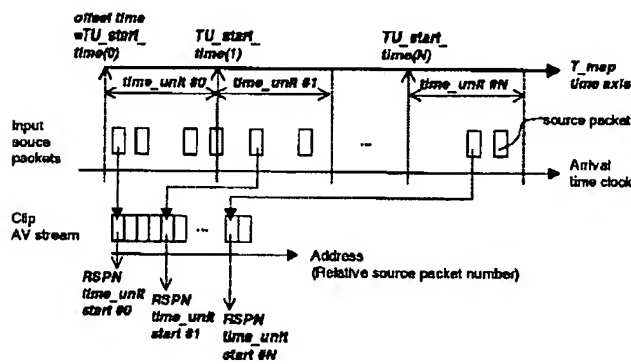 offset time
=TU_start_
time(0)
TU_start_
time(1)
TU_start_
time(N)
T_map
time axis
time_unit #0
time_unit #1
time_unit #N
Input
souce
packets
...
source packet
Arrival
time clock
Clip
AV stream
...
Address
(Relative source packet number)
RSPN
time_unit
start #0
RSPN
time_unit
start #1
RSPN
time_unit
start #N